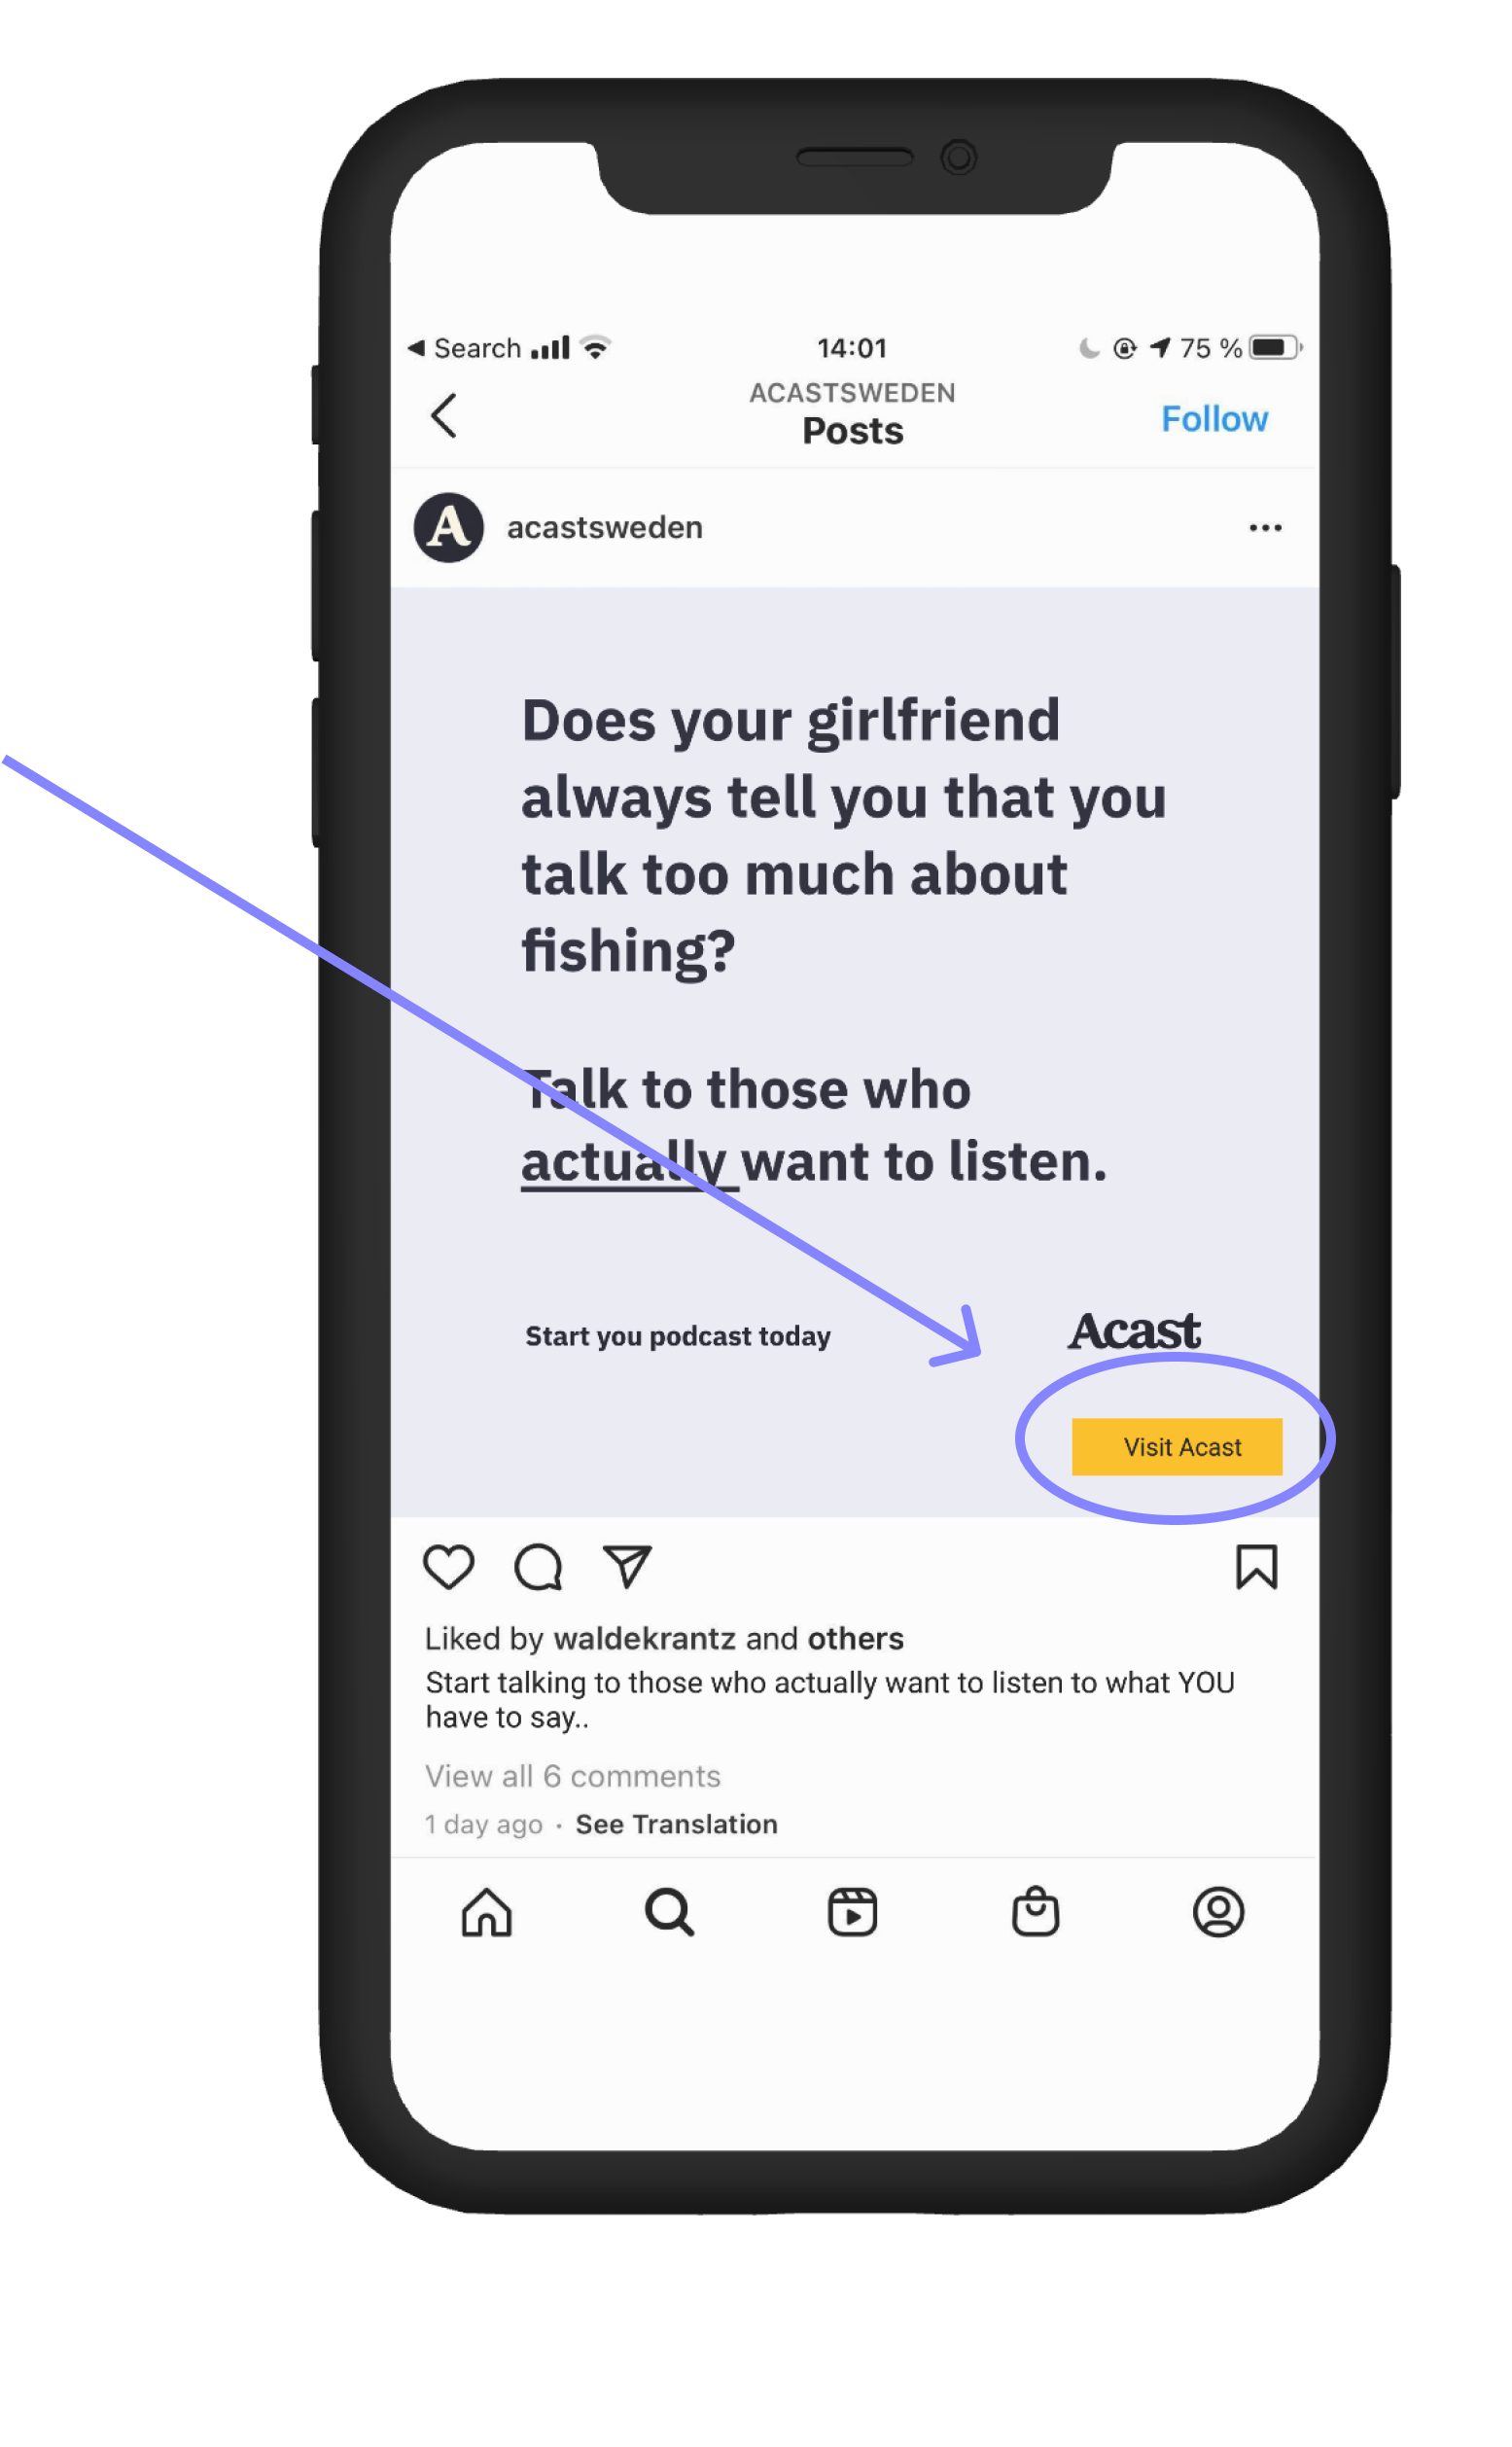 Search 14:01 75 %
ACASTSWEDEN
Posts
Follow
A acastsweden
Does your girlfriend
always tell you that you
talk too much about
fishing?
Talk to those who
actually want to listen.
Start you podcast today
Acast
Visit Acast
Liked by waldekrantz and others
Start talking to those who actually want to listen to what YOU
have to say..
View all 6 comments
1 day ago · See Translation